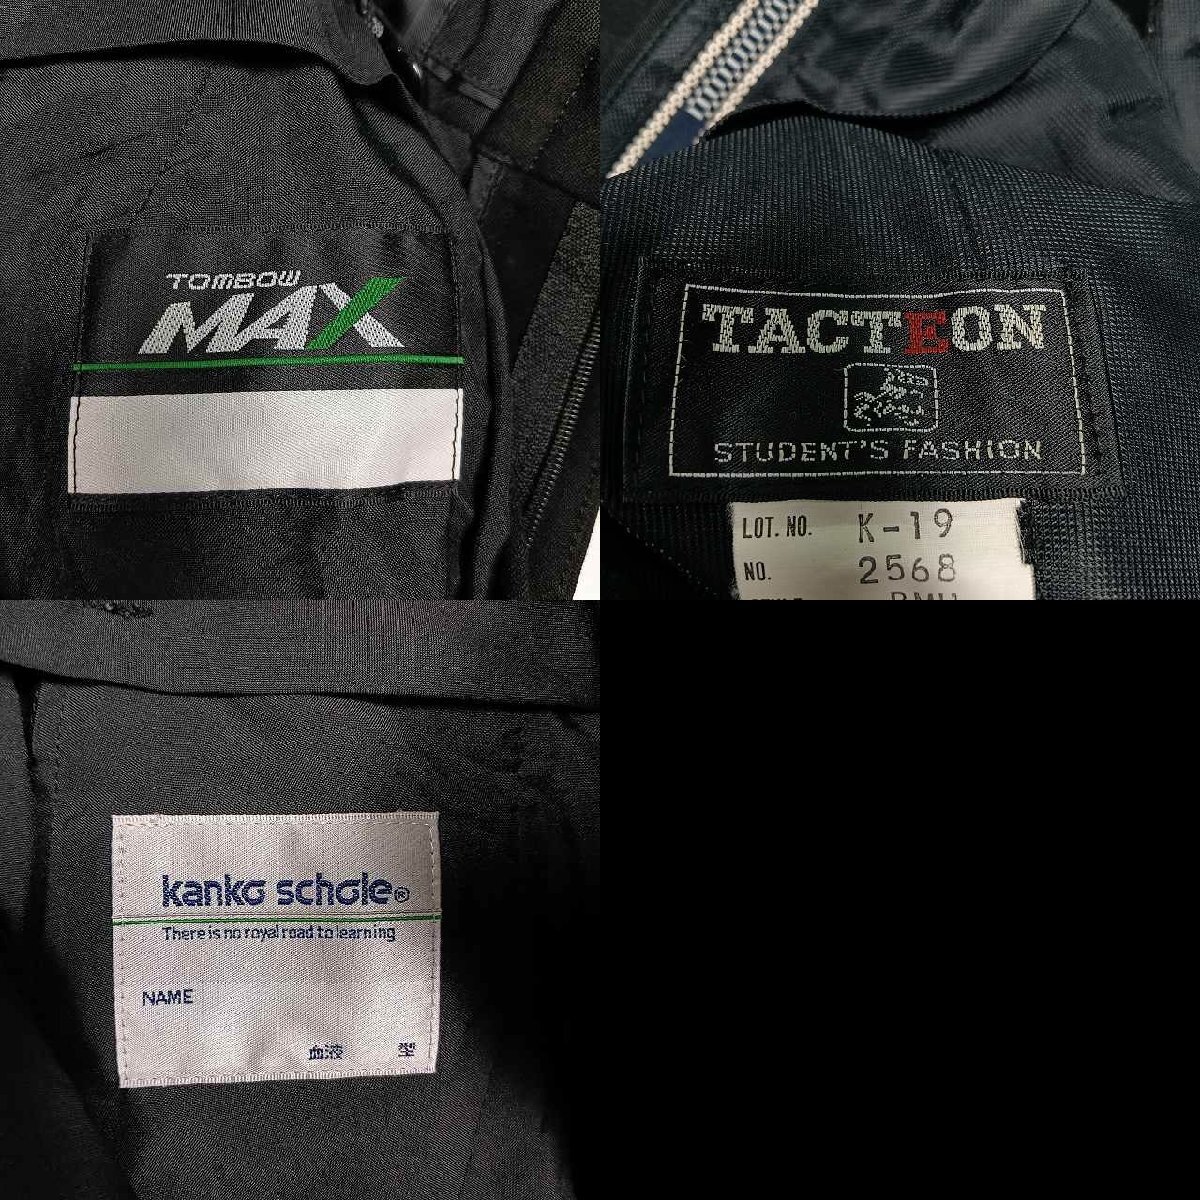 TOMBOW
MAX
TACTEON
STUDENT'S FASHION
LOT. NO. K-19
NO. 2568
kanko schole®
There is no royal road to learning
NAME
血液 型